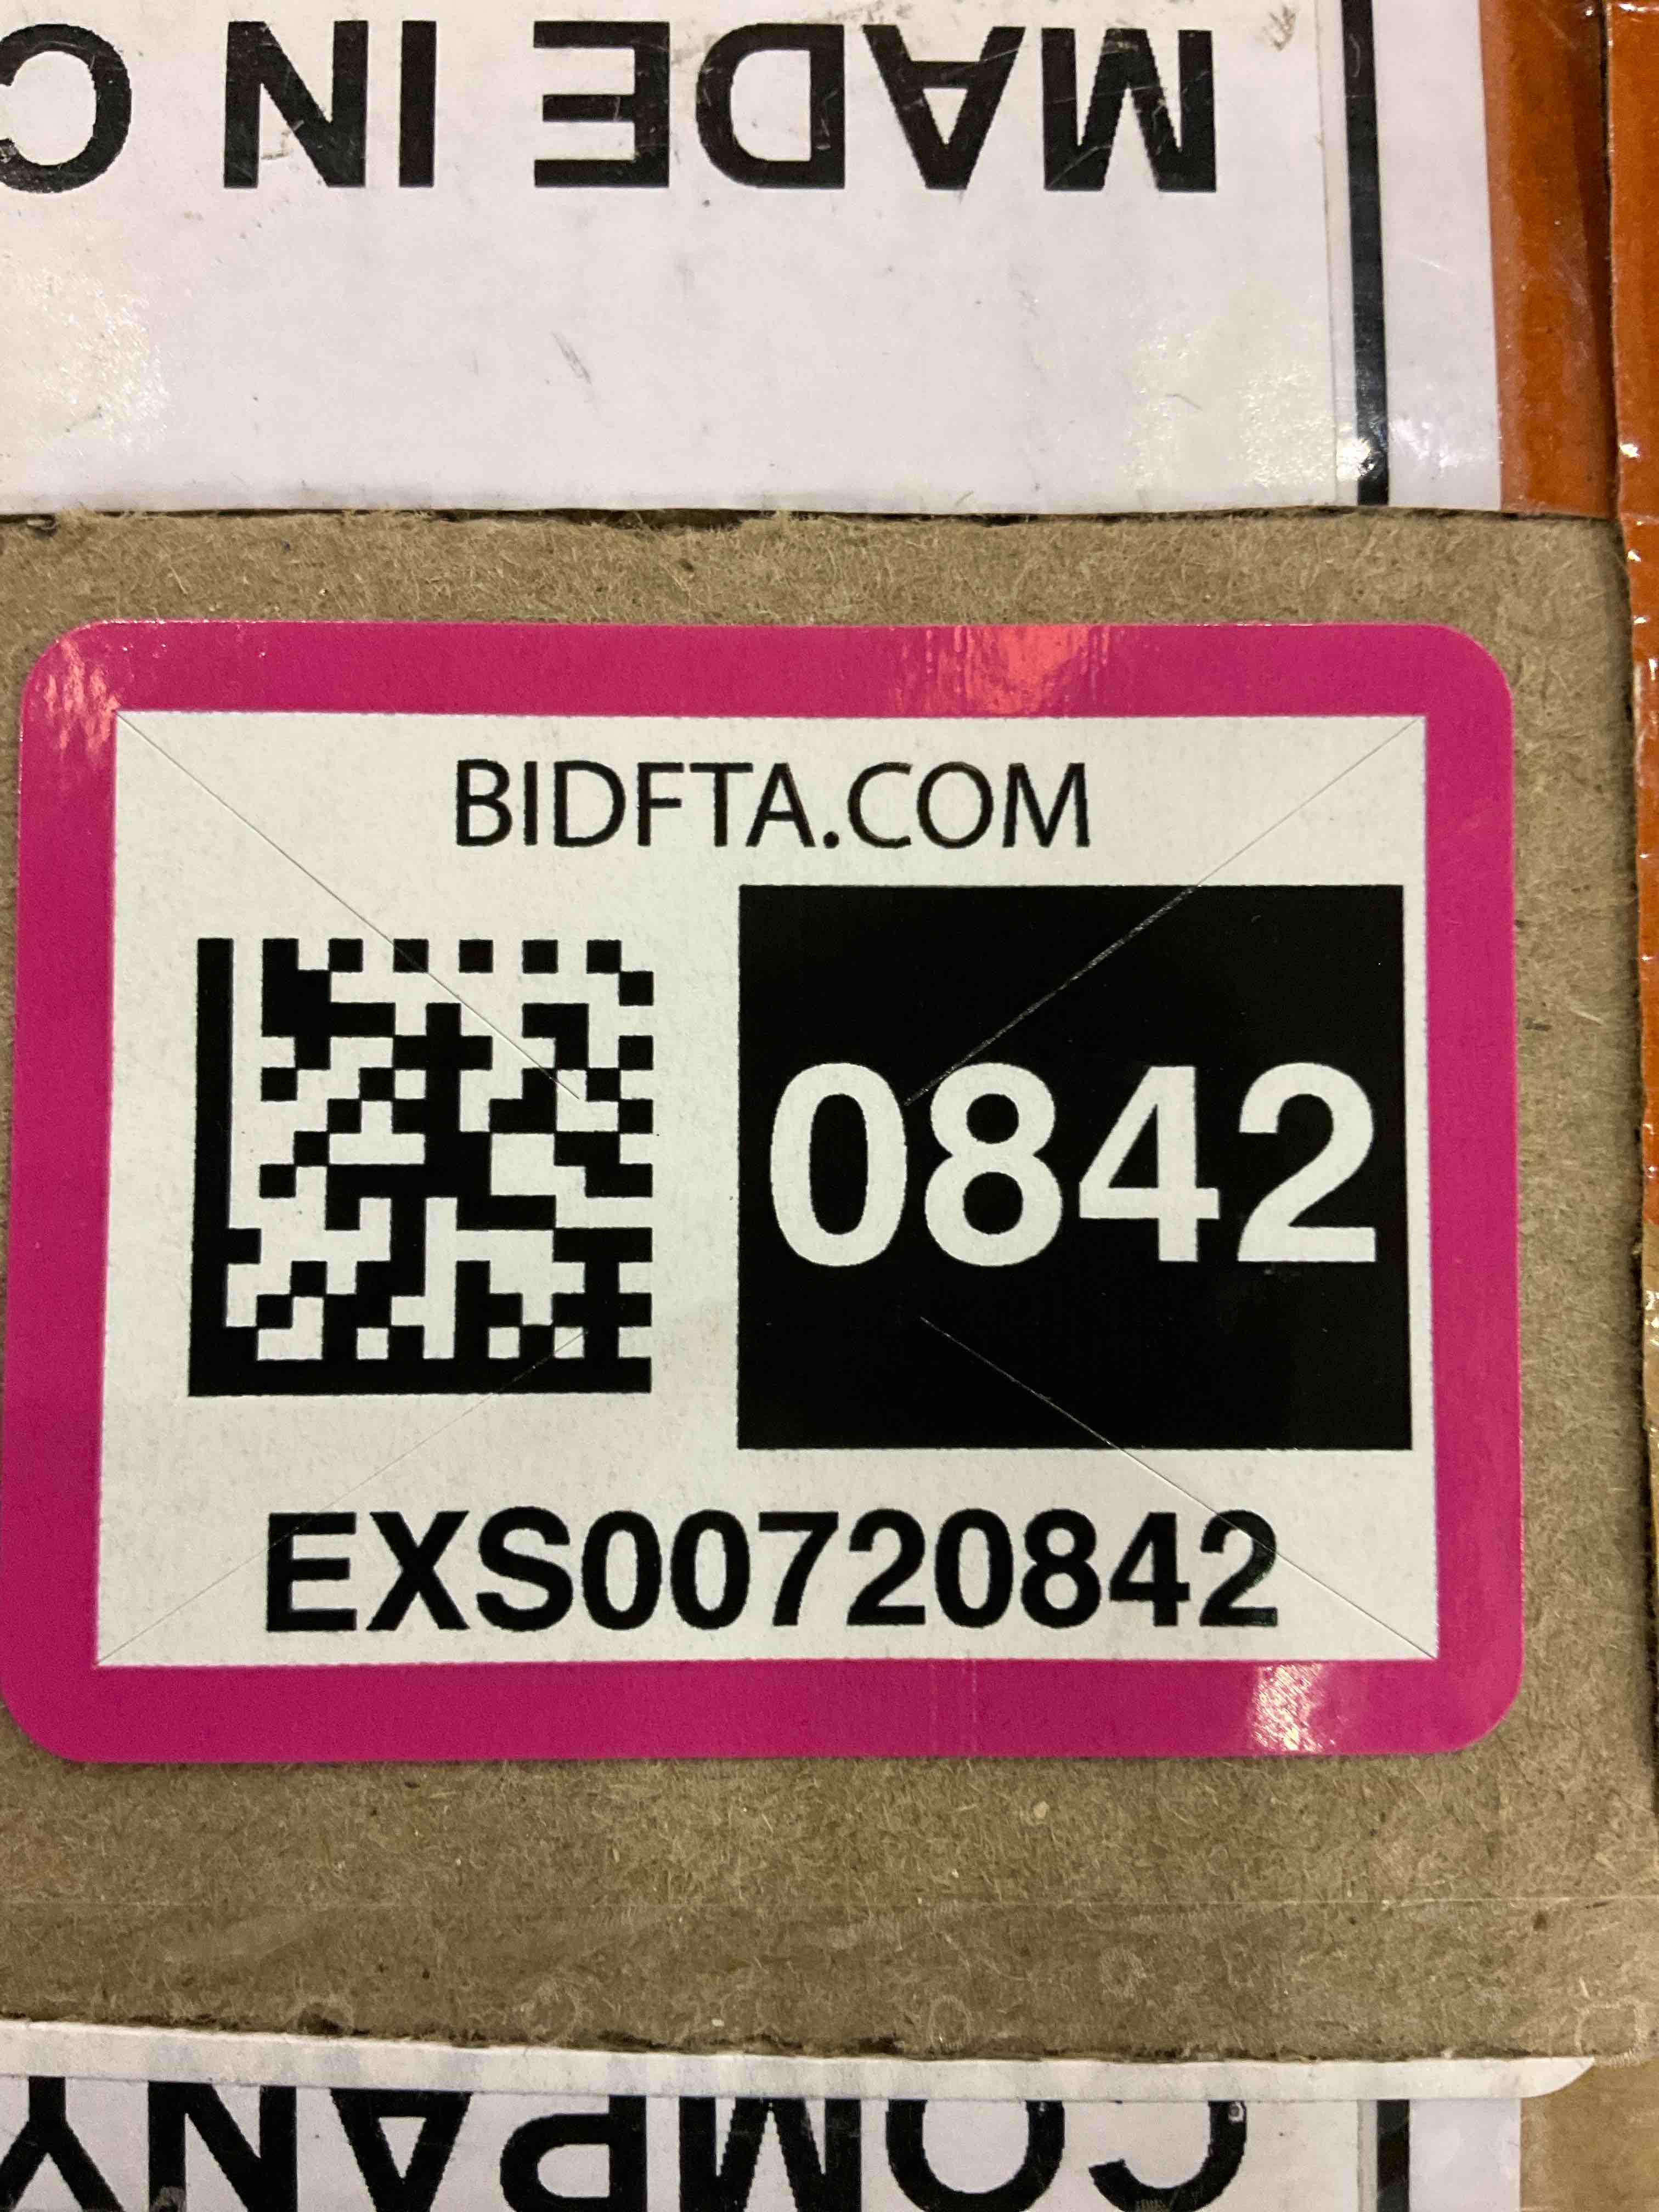 MADE IN C
BIDFTA.COM
0842
EXS00720842
COMPANY